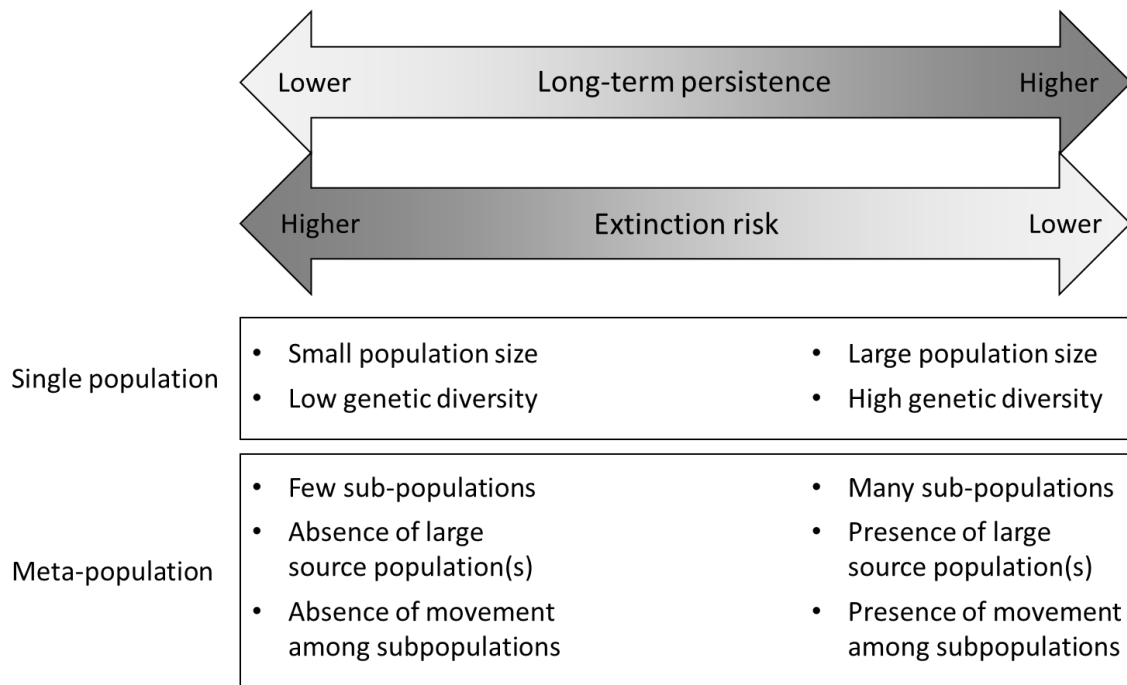 Lower Long-term persistence Higher
Higher Extinction risk Lower
Single population
• Small population size
• Low genetic diversity
• Large population size
• High genetic diversity
Meta-population
• Few sub-populations
• Absence of large
source population(s)
• Absence of movement
among subpopulations
• Many sub-populations
• Presence of large
source population(s)
• Presence of movement
among subpopulations